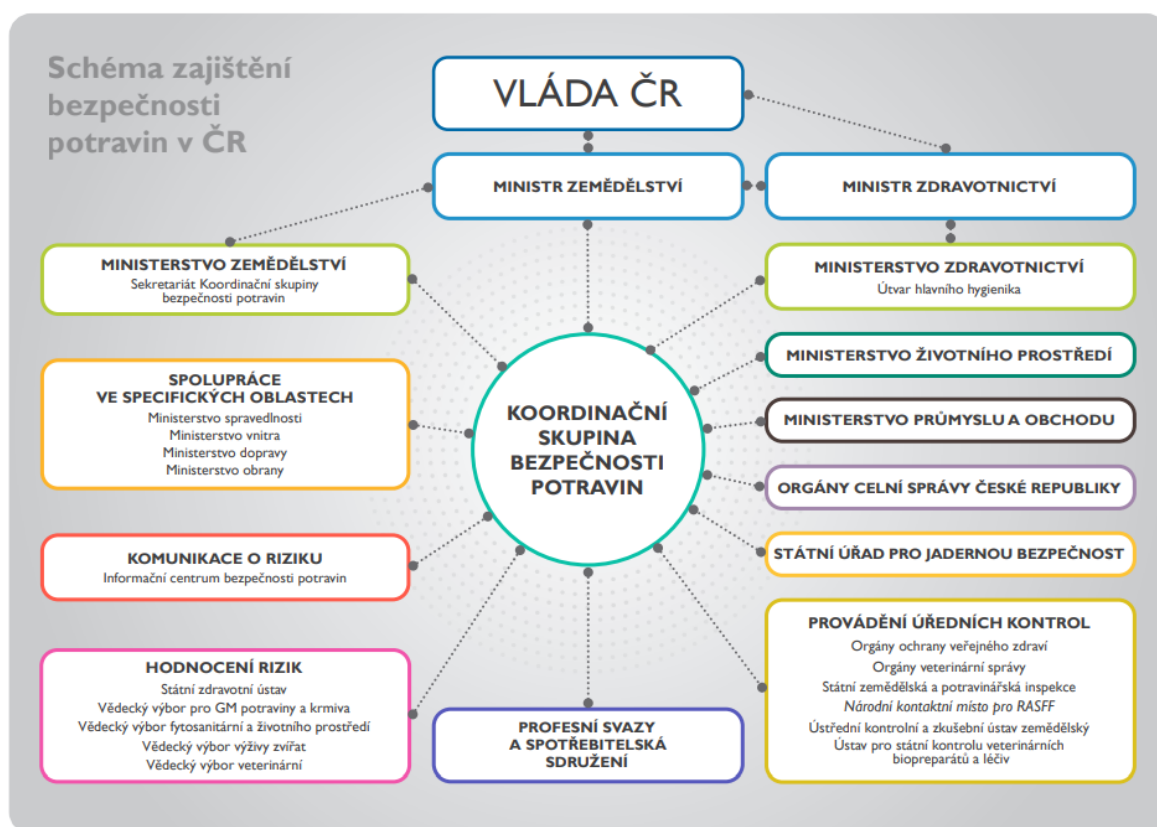 Schéma zajištění
bezpečnosti
potravin v ČR
VLÁDA ČR
MINISTR ZEMĚDĚLSTVÍ
MINISTR ZDRAVOTNICTVÍ
MINISTERSTVO ZEMĚDĚLSTVÍ
Sekretariát Koordinační skupiny
bezpečnosti potravin
MINISTERSTVO ZDRAVOTNICTVÍ
Útvar hlavního hygienika
SPOLUPRÁCE
VE SPECIFICKÝCH OBLASTECH
Ministerstvo spravedlnosti
Ministerstvo vnitra
Ministerstvo dopravy
Ministerstvo obrany
KOORDINAČNÍ
SKUPINA
BEZPEČNOSTI
POTRAVIN
MINISTERSTVO ŽIVOTNÍHO PROSTŘEDÍ
MINISTERSTVO PRŮMYSLU A OBCHODU
ORGÁNY CELNÍ SPRÁVY ČESKÉ REPUBLIKY
STÁTNÍ ÚŘAD PRO JADERNOU BEZPEČNOST
KOMUNIKACE O RIZIKU
Informační centrum bezpečnosti potravin
HODNOCENÍ RIZIK
Státní zdravotní ústav
Vědecký výbor pro GM potraviny a krmiva
Vědecký výbor fytosanitární a životního prostředí
Vědecký výbor výživy zvířat
Vědecký výbor veterinární
PROFESNÍ SVAZY
A SPOTŘEBITELSKÁ
SDRUŽENÍ
PROVÁDĚNÍ ÚŘEDNÍCH KONTROL
Orgány ochrany veřejného zdraví
Orgány veterinární správy
Státní zemědělská a potravinářská inspekce
Národní kontaktní místo pro RASFF
Ústřední kontrolní a zkušební ústav zemědělský
Ústav pro státní kontrolu veterinárních
biopreparátů a léčiv